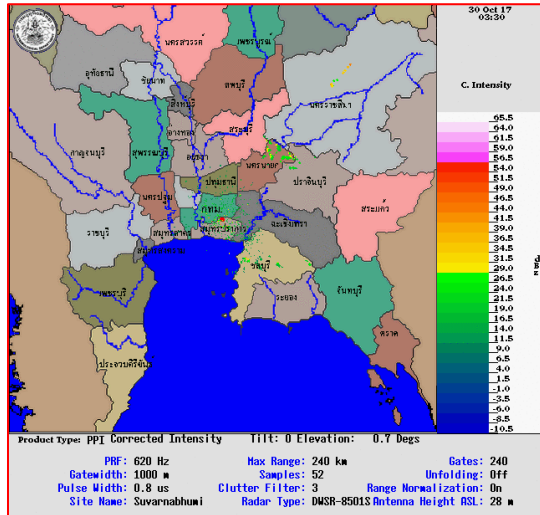 30 Oct 17
03:30
C. Intensity
นครสวรรค์
เพชรบูรณ์
อุทัยธานี
ชัยนาท
ลพบุรี
สิงห์บุรี
นครราชสีมา
อ่างทอง
สระบุรี
กาญจนบุรี
สุพรรณบุรี
อยุธยา
นครนายก
ปราจีนบุรี
ปทุมธานี
นครปฐม
กทม.
สระแก้ว
ฉะเชิงเทรา
ราชบุรี
สมุทรสาคร
สมุทรปราการ
ชลบุรี
จันทบุรี
เพชรบุรี
ระยอง
ตราด
ประจวบคีรีขันธ์
65.5
64.0
61.5
59.0
56.5
54.0
51.5
49.0
46.5
44.0
41.5
39.0
36.5
34.0
31.5
29.0
26.5
24.0
21.5
19.0
16.5
14.0
11.5
9.0
6.5
4.0
1.5
-1.0
-3.5
-6.0
-8.5
-10.5
Product Type: PPI Corrected Intensity Tilt: 0 Elevation: 0.7 Degs
PRF: 620 Hz Max Range: 240 km Gates: 240
Gatewidth: 1000 m Samples: 52 Unfolding: Off
Pulse Width: 0.8 us Clutter Filter: 3 Range Normalization: On
Site Name: Suvarnabhumi Radar Type: DWSR-8501S Antenna Height ASL: 28 m